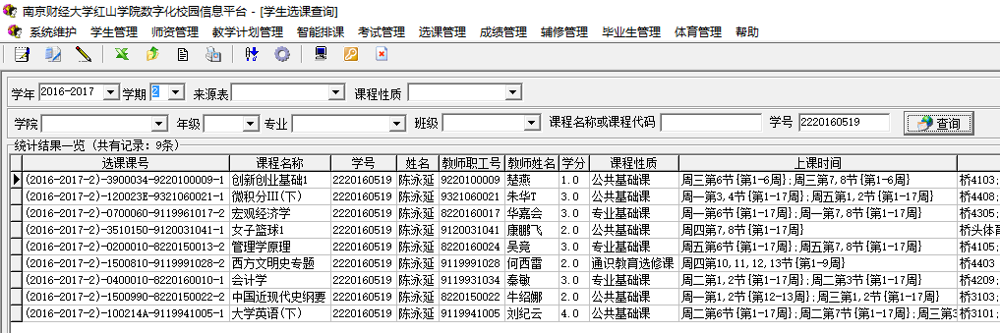 南京财经大学红山学院数字化校园信息平台 - [学生选课查询]
系统维护 学生管理 师资管理 教学计划管理 智能排课 考试管理 选课管理 成绩管理 辅修管理 毕业生管理 体育管理 帮助
学年 2016-2017 学期 2 来源表 课程性质
学院 年级 专业 班级 课程名称或课程代码 学号 2220160519 查询
统计结果一览(共有记录: 9条)
选课课号 课程名称 学号 姓名 教师职工号 教师姓名 学分 课程性质 上课时间
(2016-2017-2)-3900034-9220100009-1 创新创业基础1 2220160519 陈泳延 9220100009 楚燕 1.0 公共基础课 周三第6节{第1-6周};周三第7,8节{第1-6周} 桥4103;
(2016-2017-2)-120023E-9321060021-1 微积分III(下) 2220160519 陈泳延 9321060021 朱华T 3.0 公共基础课 周一第3,4节{第1-17周};周五第1,2节{第1-17周} 桥4408;
(2016-2017-2)-0700060-9119961017-2 宏观经济学 2220160519 陈泳延 8220160017 华嘉会 3.0 专业基础课 周一第6节{第1-17周};周一第7,8节{第1-17周} 桥4305;
(2016-2017-2)-3510150-9120031041-1 女子篮球1 2220160519 陈泳延 9120031041 康鹏飞 2.0 公共基础课 周四第7,8节{第1-17周} 桥头体育
(2016-2017-2)-0200010-8220150013-2 管理学原理 2220160519 陈泳延 8220160024 吴竞 3.0 专业基础课 周五第6节{第1-17周};周五第7,8节{第1-17周} 桥4105;
(2016-2017-2)-1500810-9119991028-2 西方文明史专题 2220160519 陈泳延 9119991028 何西雷 2.0 通识教育选修课 周四第10,11,12,13节{第1-9周} 桥4403
(2016-2017-2)-0400010-8220160010-1 会计学 2220160519 陈泳延 9119931034 秦敏 3.0 专业基础课 周二第1,2节{第1-17周};周二第3节{第1-17周} 桥4209;
(2016-2017-2)-1500990-8220150022-2 中国近现代史纲要 2220160519 陈泳延 8220150022 牛绍娜 2.0 公共基础课 周一第1,2节{第12-13周};周三第1,2节{第1-17周} 桥3103;
(2016-2017-2)-100214A-9119941005-1 大学英语(下) 2220160519 陈泳延 9119941005 刘纪云 4.0 公共基础课 周二第6节{第1-17周};周二第7节{第1-17周};周三第3 桥3101;